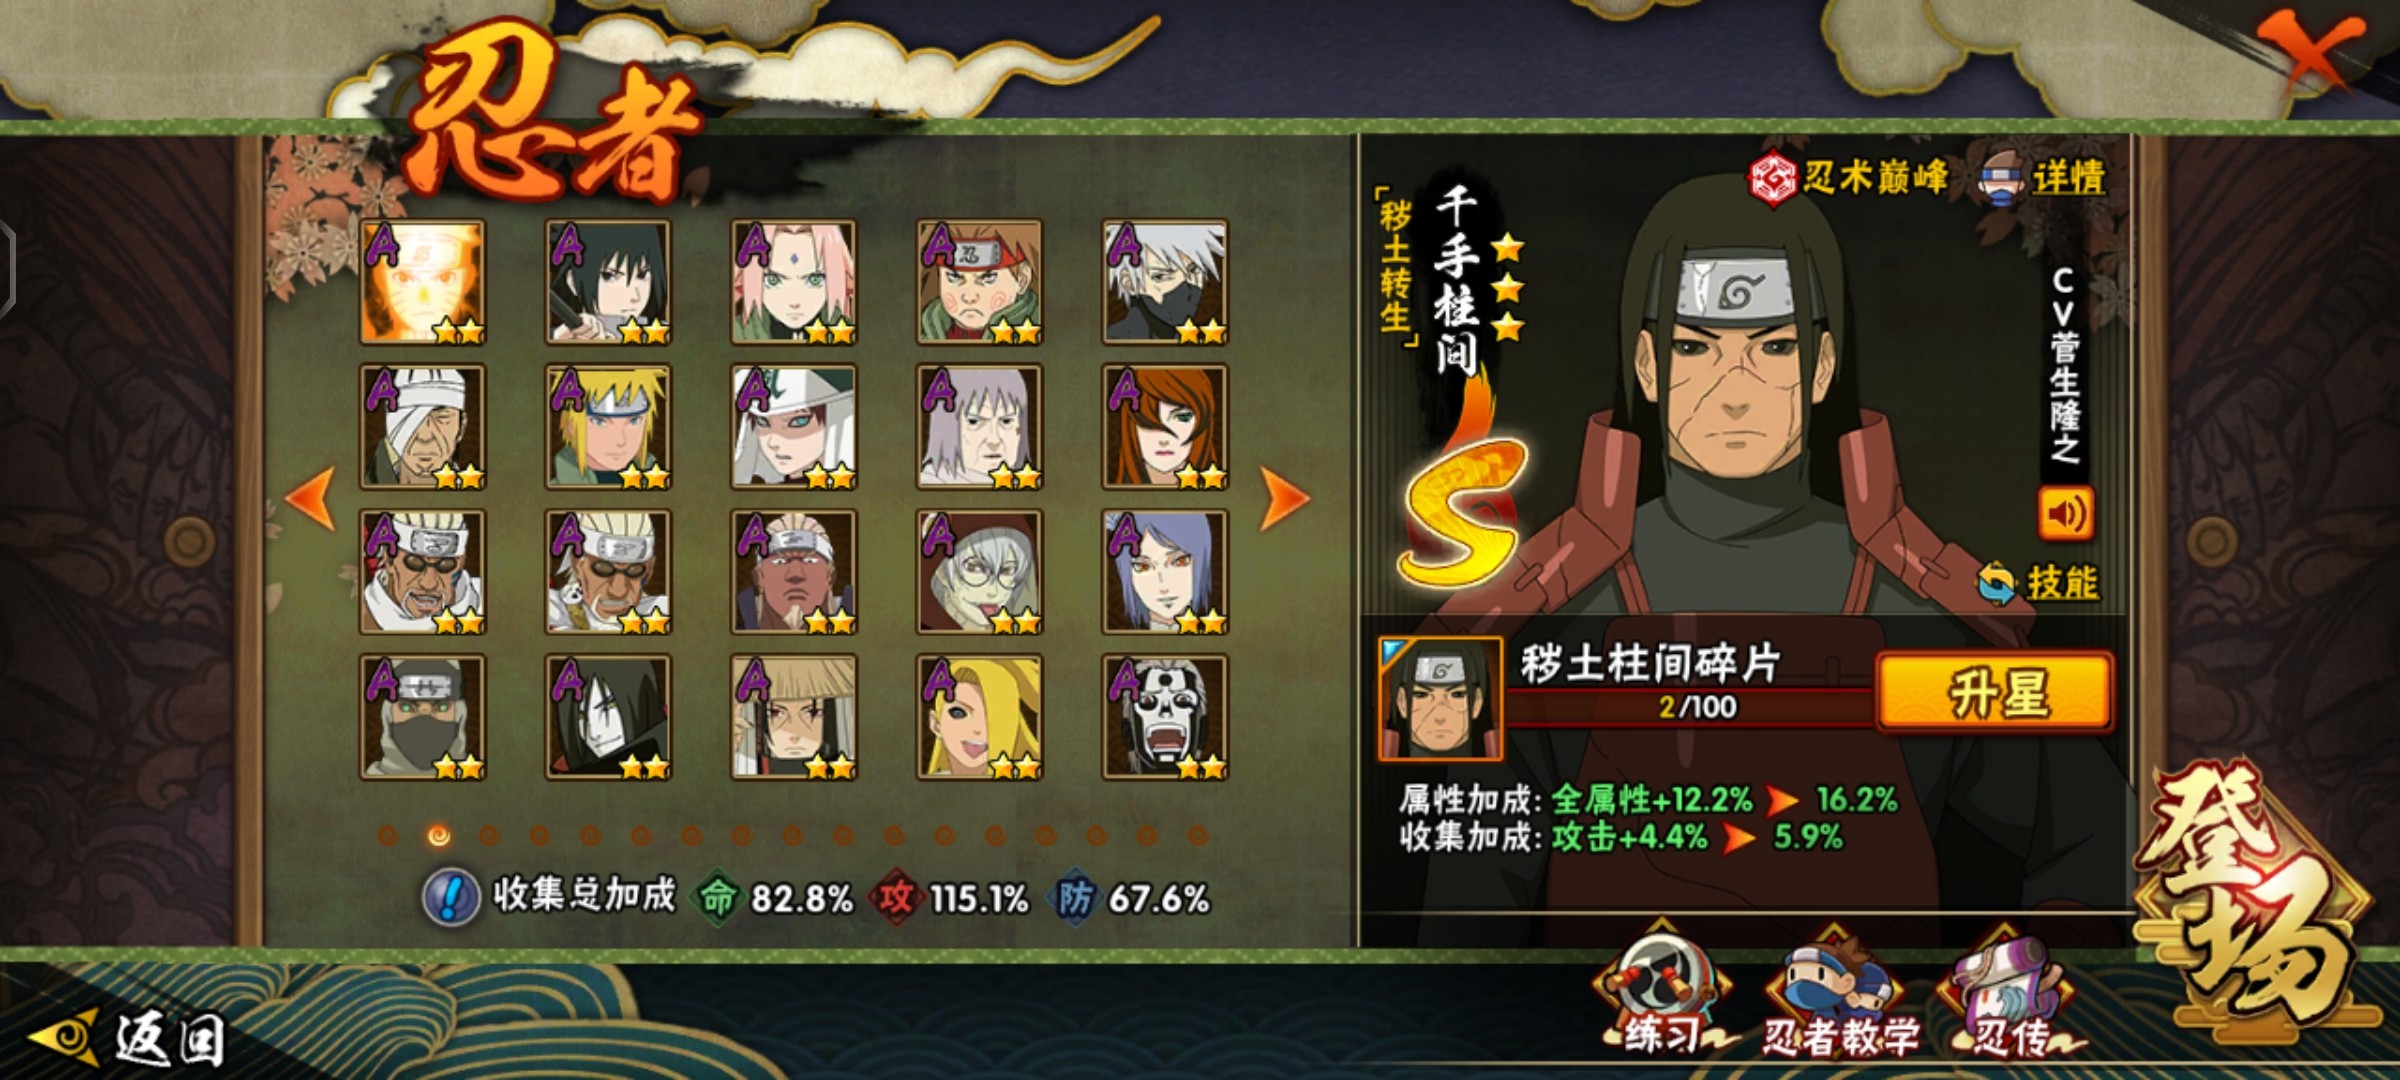 忍者
A A A A A
A A A A A
A A A A A
A A A A A
收集总加成 命 82.8% 攻 115.1% 防 67.6%
返回
「秽土转生」
千手柱间
S
忍术巅峰
详情
CV菅生隆之
技能
秽土柱间碎片
2/100
升星
属性加成: 全属性+12.2% 16.2%
收集加成: 攻击+4.4% 5.9%
登场
练习
忍者教学
忍传